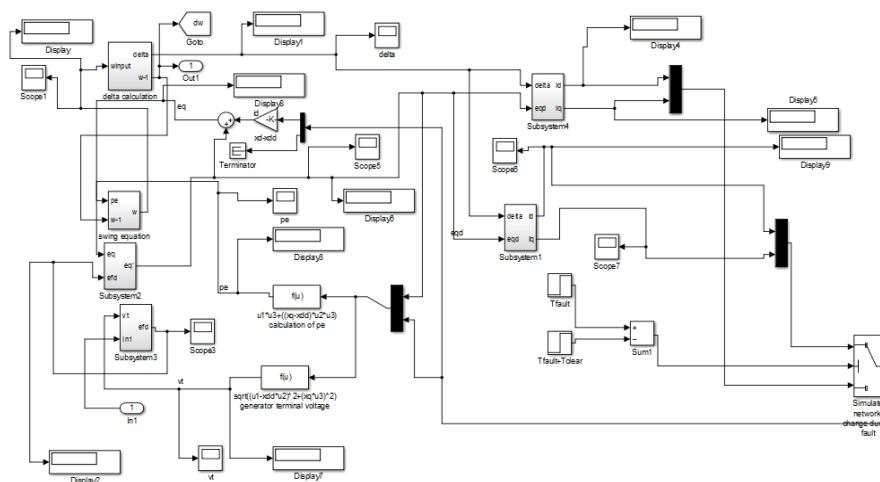 Display
dw
Goto
Display1
delta
Display4
winput
delta
w-1
delta calculation
1
Out1
Scope1
Display8
eq
id
-K-
xd-xdd
Terminator
Scope5
delta
eqd
id
iq
Subsystem4
Display5
Scope6
Display9
pe
w-1
w
swing equation
pe
Display6
eqd
delta
eqd
id
iq
Subsystem1
Scope7
eq
efd
eq'
Subsystem2
Display3
pe
f(u)
u1*u3+((xq-xdd)*u2*u3)
calculation of pe
Tfault
vt
In1
efd
Subsystem3
Scope3
Tfault+Tclear
+
−
Sum1
vt
f(u)
sqrt((u1-xdd*u2)^2+(xq*u3)^2)
generator terminal voltage
1
In1
Simulate
network
change dur
fault
Display2
vt
Display7